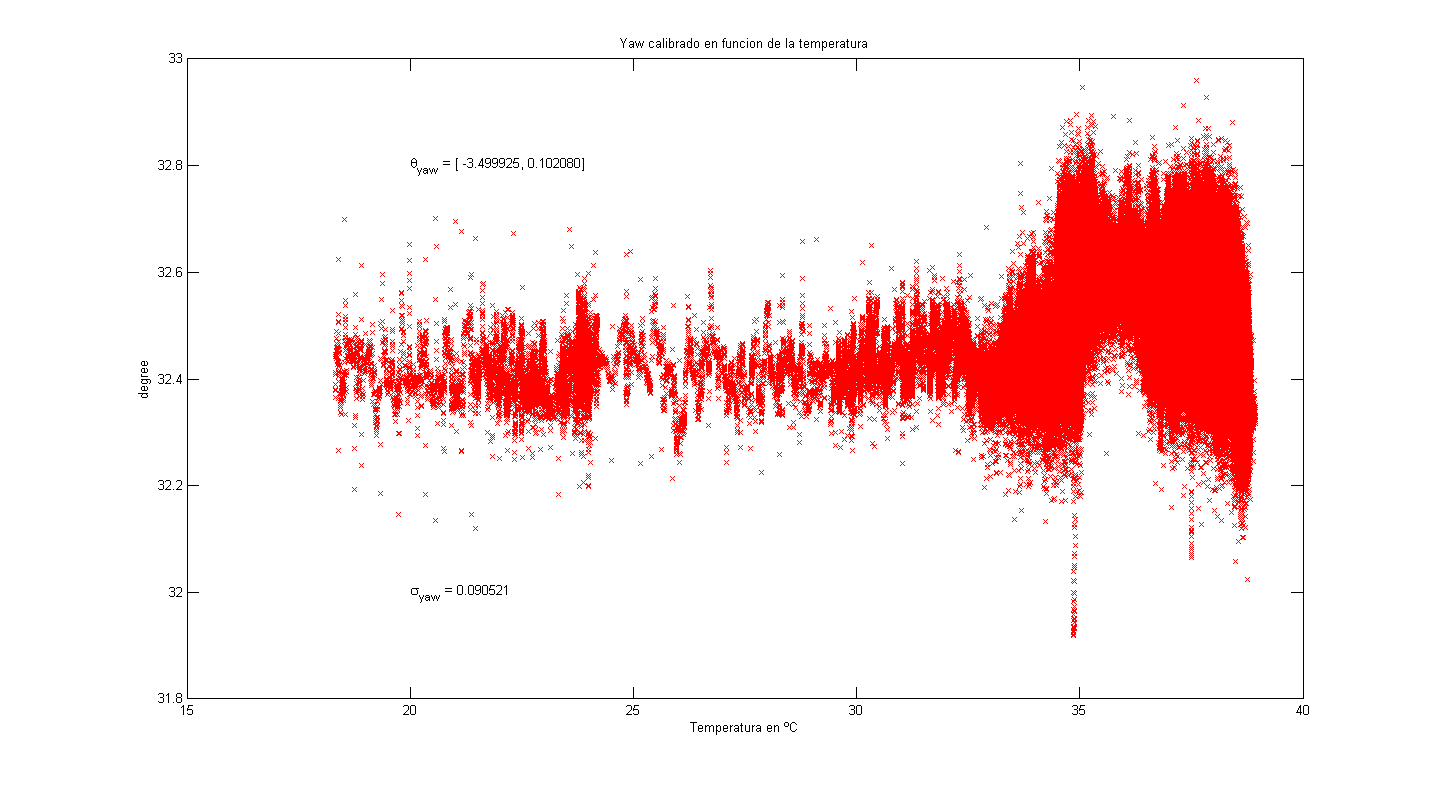 Yaw calibrado en funcion de la temperatura
33
32.8
32.6
32.4
32.2
32
31.8
degree
θyaw = [ -3.499925, 0.102080]
σyaw = 0.090521
15 20 25 30 35 40
Temperatura en ºC